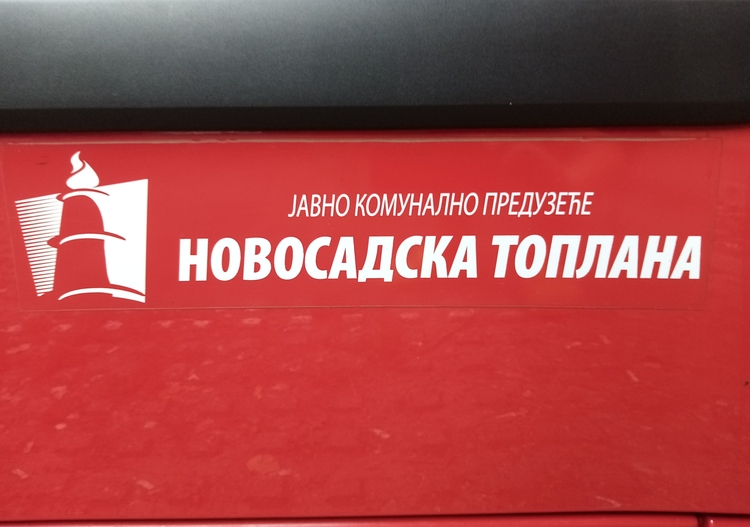 ЈАВНО КОМУНАЛНО ПРЕДУЗЕЋЕ
НОВОСАДСКА ТОПЛАНА